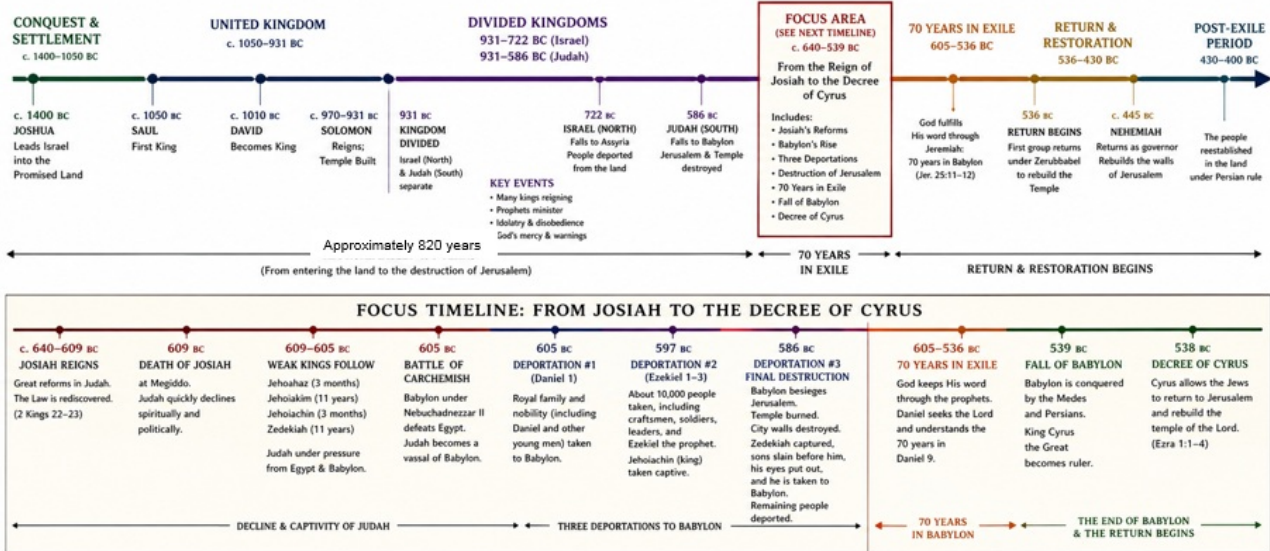 CONQUEST &
SETTLEMENT
c. 1400–1050 BC
UNITED KINGDOM
c. 1050–931 BC
DIVIDED KINGDOMS
931–722 BC (Israel)
931–586 BC (Judah)
FOCUS AREA
(SEE NEXT TIMELINE)
c. 640–539 BC
From the Reign of
Josiah to the Decree
of Cyrus
Includes:
• Josiah's Reforms
• Babylon's Rise
• Three Deportations
• Destruction of Jerusalem
• 70 Years in Exile
• Fall of Babylon
• Decree of Cyrus
70 YEARS IN EXILE
605–536 BC
RETURN &
RESTORATION
536–430 BC
POST-EXILE
PERIOD
430–400 BC
c. 1400 BC
JOSHUA
Leads Israel
into the
Promised Land
c. 1050 BC
SAUL
First King
c. 1010 BC
DAVID
Becomes King
c. 970–931 BC
SOLOMON
Reigns;
Temple Built
931 BC
KINGDOM
DIVIDED
Israel (North)
& Judah (South)
separate
KEY EVENTS
• Many kings reigning
• Prophets minister
• Idolatry & disobedience
God's mercy & warnings
722 BC
ISRAEL (NORTH)
Falls to Assyria
People deported
from the land
586 BC
JUDAH (SOUTH)
Falls to Babylon
Jerusalem & Temple
destroyed
God fulfills
His word through
Jeremiah:
70 years in Babylon
(Jer. 25:11–12)
536 BC
RETURN BEGINS
First group returns
under Zerubbabel
to rebuild the
Temple
c. 445 BC
NEHEMIAH
Returns as governor
Rebuilds the walls
of Jerusalem
The people
reestablished
in the land
under Persian rule
Approximately 820 years
(From entering the land to the destruction of Jerusalem)
70 YEARS
IN EXILE
RETURN & RESTORATION BEGINS
FOCUS TIMELINE: FROM JOSIAH TO THE DECREE OF CYRUS
c. 640–609 BC
JOSIAH REIGNS
Great reforms in Judah.
The Law is rediscovered.
(2 Kings 22–23)
609 BC
DEATH OF JOSIAH
at Megiddo.
Judah quickly declines
spiritually and
politically.
609–605 BC
WEAK KINGS FOLLOW
Jehoahaz (3 months)
Jehoiakim (11 years)
Jehoiachin (3 months)
Zedekiah (11 years)
Judah under pressure
from Egypt & Babylon.
605 BC
BATTLE OF
CARCHEMISH
Babylon under
Nebuchadnezzar II
defeats Egypt.
Judah becomes a
vassal of Babylon.
605 BC
DEPORTATION #1
(Daniel 1)
Royal family and
nobility (including
Daniel and other
young men) taken
to Babylon.
597 BC
DEPORTATION #2
(Ezekiel 1–3)
About 10,000 people
taken, including
craftsmen, soldiers,
leaders, and
Ezekiel the prophet.
Jehoiachin (king)
taken captive.
586 BC
DEPORTATION #3
FINAL DESTRUCTION
Babylon besieges
Jerusalem.
Temple burned.
City walls destroyed.
Zedekiah captured,
sons slain before him,
his eyes put out,
and he is taken to
Babylon.
Remaining people
deported.
605–536 BC
70 YEARS IN EXILE
God keeps His word
through the prophets.
Daniel seeks the Lord
and understands the
70 years in
Daniel 9.
539 BC
FALL OF BABYLON
Babylon is conquered
by the Medes
and Persians.
King Cyrus
the Great
becomes ruler.
538 BC
DECREE OF CYRUS
Cyrus allows the Jews
to return to Jerusalem
and rebuild the
temple of the Lord.
(Ezra 1:1–4)
DECLINE & CAPTIVITY OF JUDAH
THREE DEPORTATIONS TO BABYLON
70 YEARS
IN BABYLON
THE END OF BABYLON
& THE RETURN BEGINS